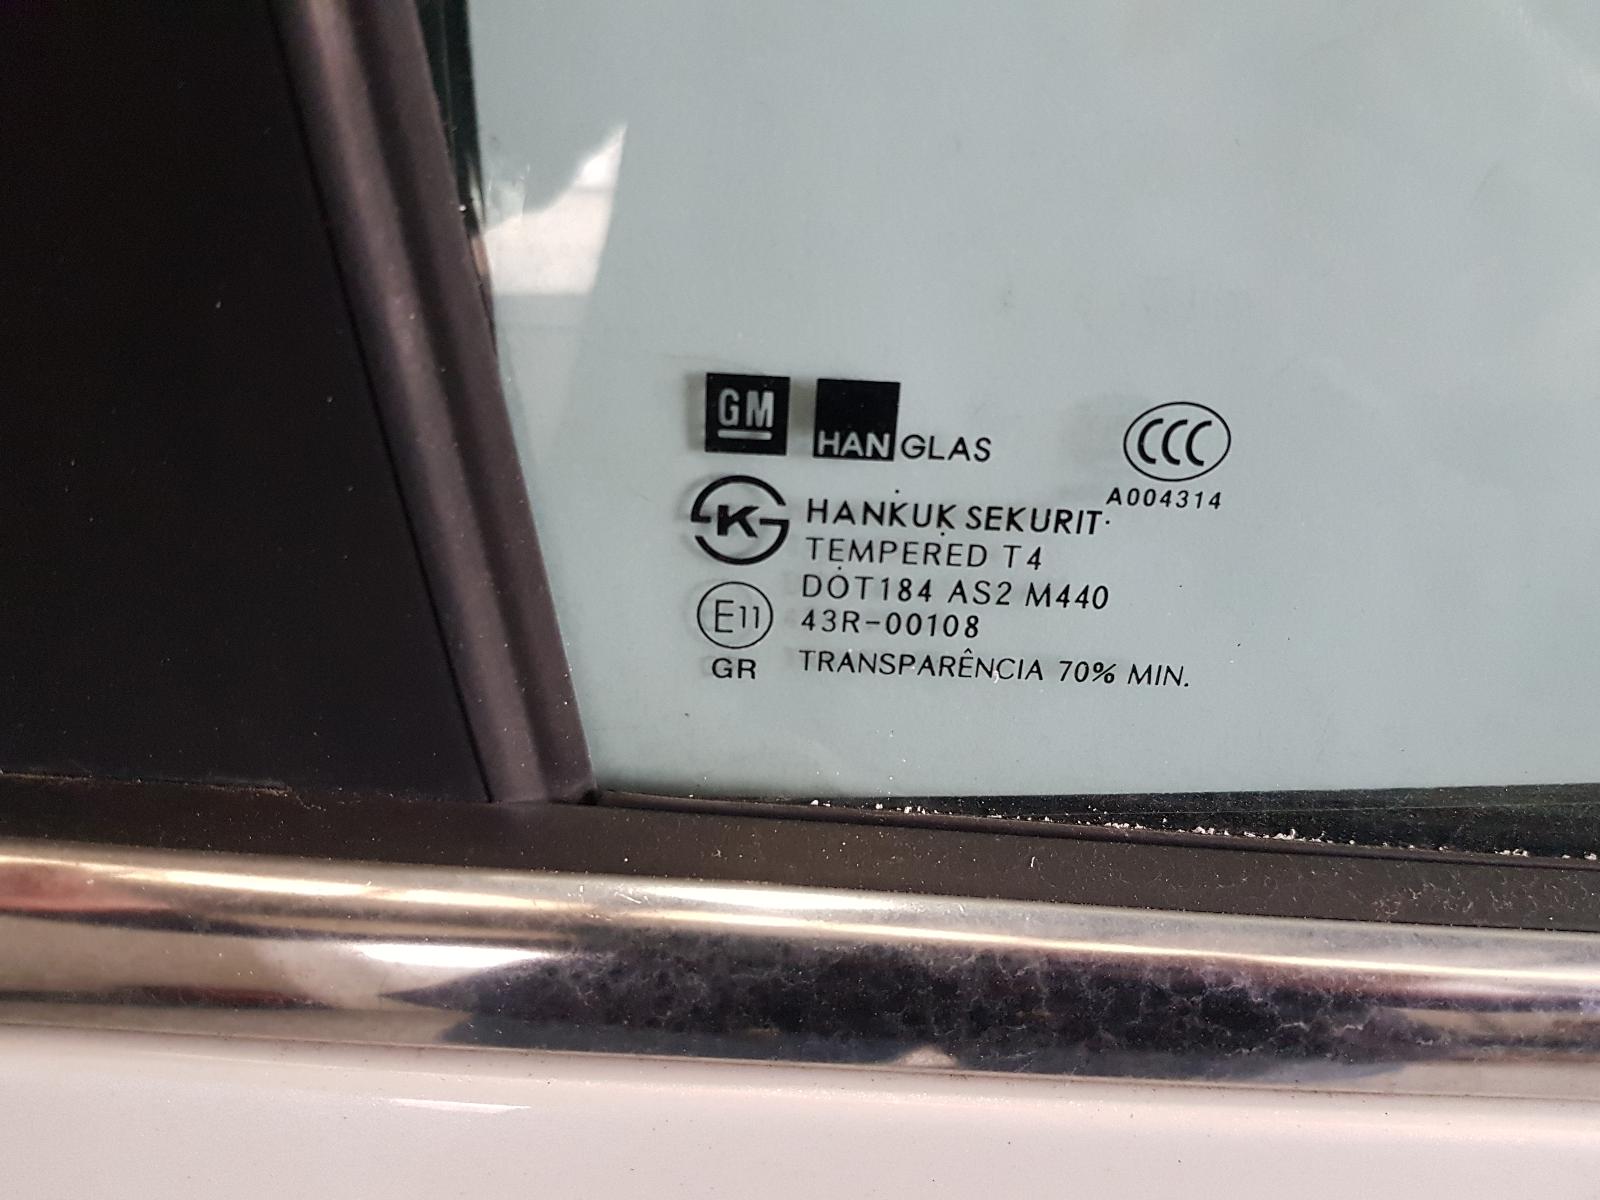 GM HANGLAS
CCC
A004314
K HANKUK SEKURIT
TEMPERED T4
DOT184 AS2 M440
E11 43R-00108
GR TRANSPARÊNCIA 70% MIN.